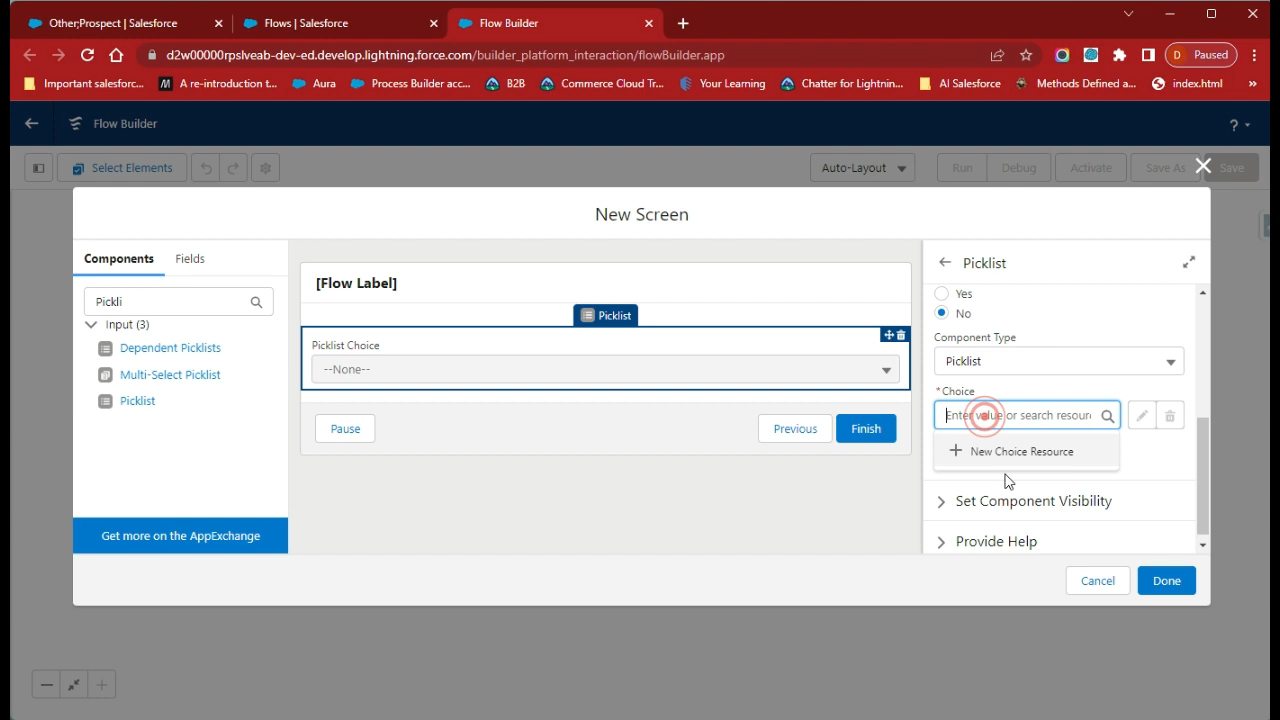 Other;Prospect | Salesforce
Flows | Salesforce
Flow Builder
d2w00000rpslveab-dev-ed.develop.lightning.force.com/builder_platform_interaction/flowBuilder.app
D Paused
Important salesforc...
A re-introduction t...
Aura
Process Builder acc...
B2B
Commerce Cloud Tr...
Your Learning
Chatter for Lightnin...
AI Salesforce
Methods Defined a...
index.html
»
Flow Builder
?
Select Elements
Auto-Layout
Run
Debug
Activate
Save As
Save
New Screen
Components
Fields
Pickli
Input (3)
Dependent Picklists
Multi-Select Picklist
Picklist
Get more on the AppExchange
[Flow Label]
Picklist
Picklist Choice
--None--
Pause
Previous
Finish
Picklist
Yes
No
Component Type
Picklist
*Choice
Enter value or search resour
New Choice Resource
Set Component Visibility
Provide Help
Cancel
Done